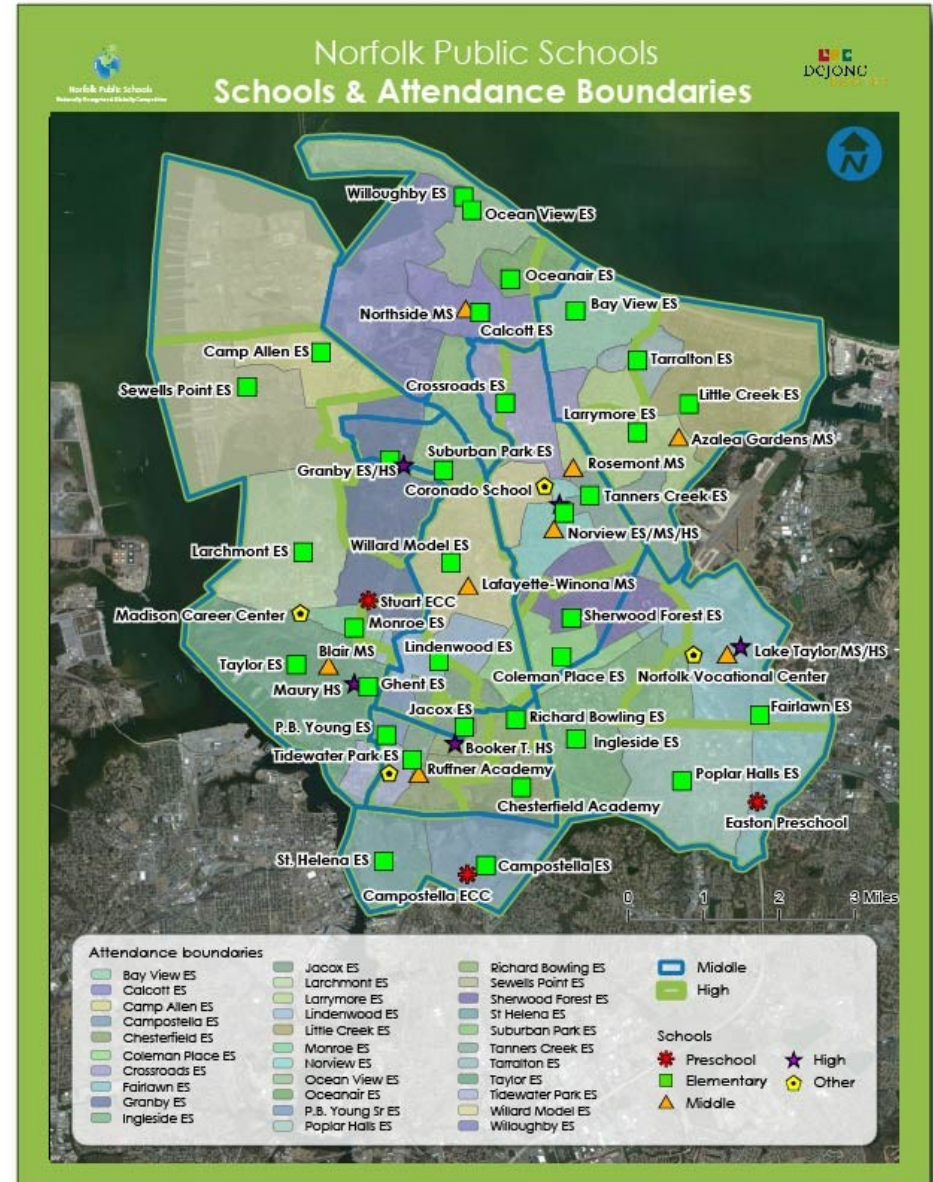 Norfolk Public Schools
Schools & Attendance Boundaries
Norfolk Public Schools
DEJONG
N
Willoughby ES
Ocean View ES
Oceanair ES
Bay View ES
Northside MS
Calcott ES
Camp Allen ES
Tarralton ES
Sewells Point ES
Crossroads ES
Little Creek ES
Larrymore ES
Azalea Gardens MS
Suburban Park ES
Granby ES/HS
Rosemont MS
Coronado School
Tanners Creek ES
Norview ES/MS/HS
Larchmont ES
Willard Model ES
Lafayette-Winona MS
Stuart ECC
Madison Career Center
Monroe ES
Sherwood Forest ES
Blair MS
Lindenwood ES
Lake Taylor MS/HS
Taylor ES
Coleman Place ES
Norfolk Vocational Center
Maury HS
Ghent ES
Jacox ES
Fairlawn ES
P.B. Young ES
Richard Bowling ES
Booker T. HS
Ingleside ES
Tidewater Park ES
Ruffner Academy
Poplar Halls ES
Chesterfield Academy
Easton Preschool
St. Helena ES
Campostella ES
Campostella ECC
0 1 2 3 Miles
Attendance boundaries
Bay View ES
Calcott ES
Camp Allen ES
Campostella ES
Chesterfield ES
Coleman Place ES
Crossroads ES
Fairlawn ES
Granby ES
Ingleside ES
Jacox ES
Larchmont ES
Larrymore ES
Lindenwood ES
Little Creek ES
Monroe ES
Norview ES
Ocean View ES
Oceanair ES
P.B. Young Sr ES
Poplar Halls ES
Richard Bowling ES
Sewells Point ES
Sherwood Forest ES
St Helena ES
Suburban Park ES
Tanners Creek ES
Tarralton ES
Taylor ES
Tidewater Park ES
Willard Model ES
Willoughby ES
Middle
High
Schools
Preschool
Elementary
Middle
High
Other